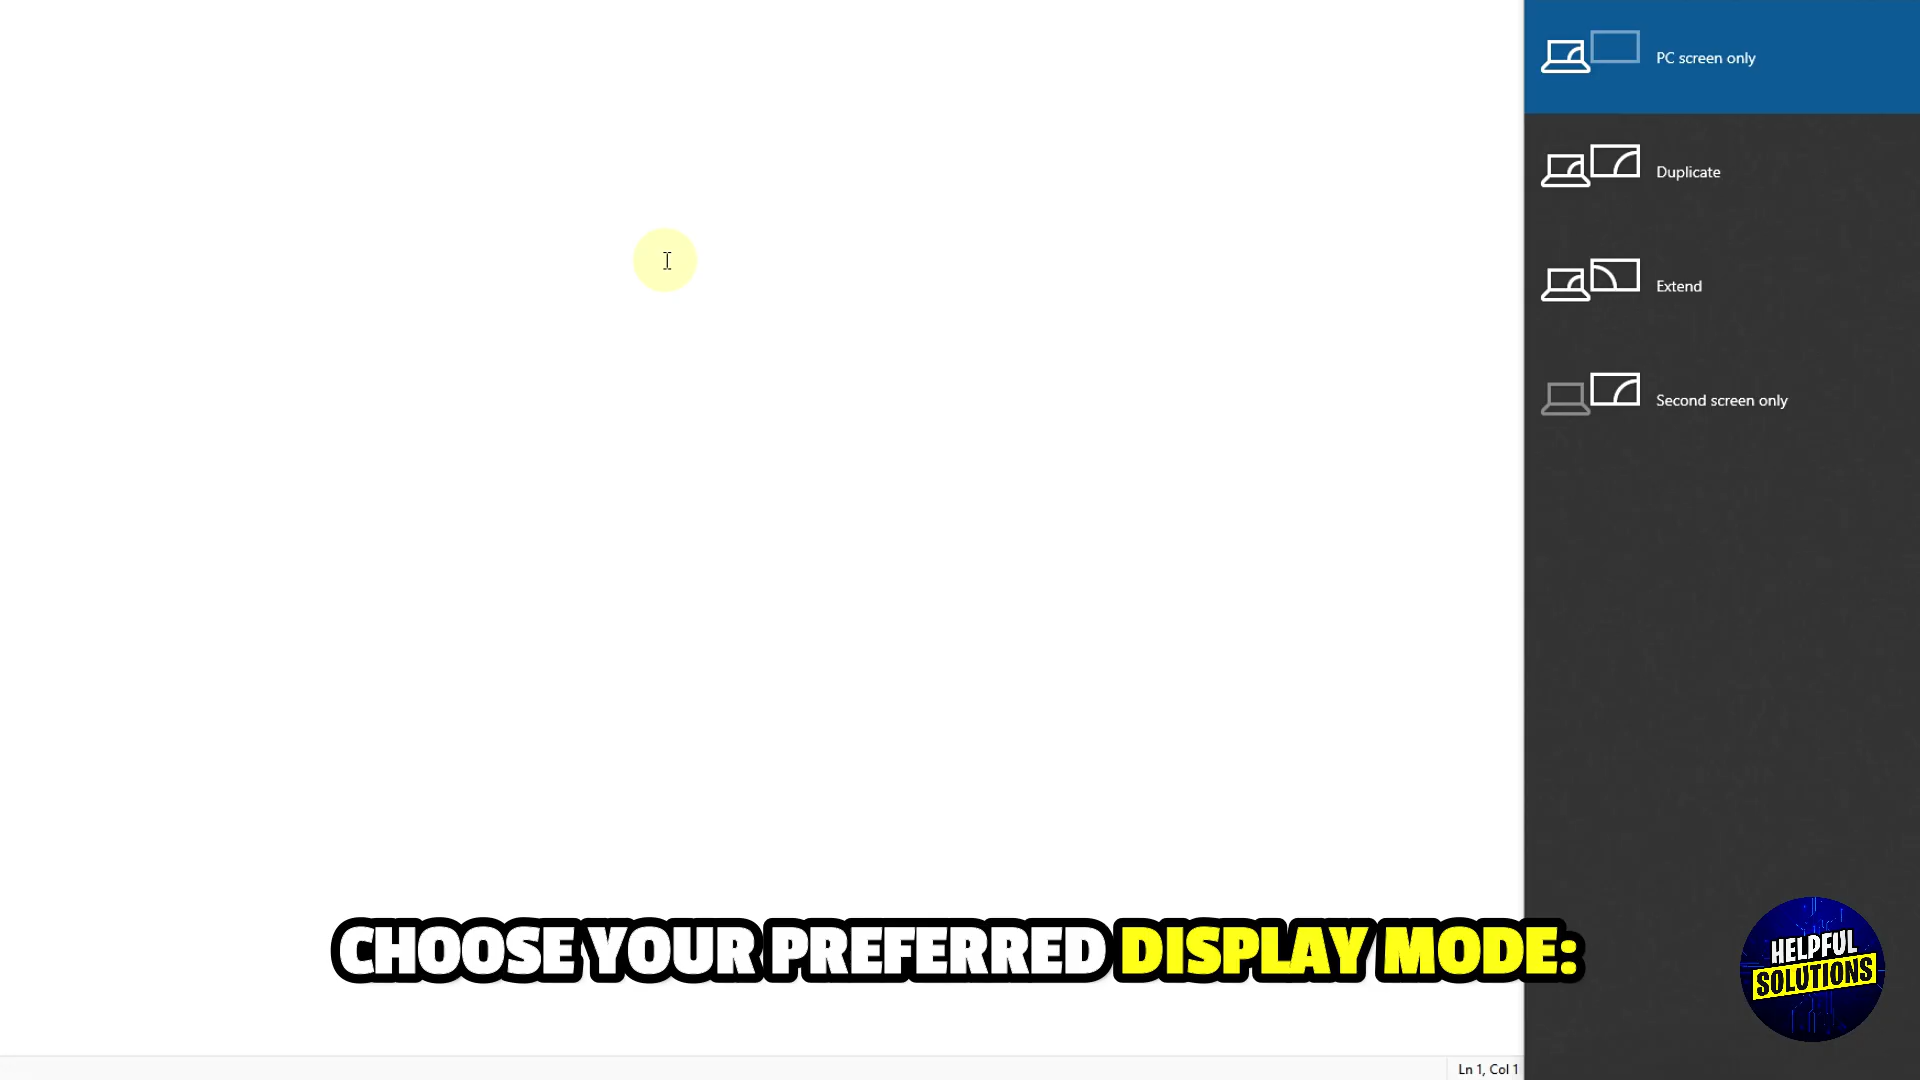 PC screen only
Duplicate
Extend
Second screen only
CHOOSE YOUR PREFERRED DISPLAY MODE:
HELPFUL
SOLUTIONS
Ln 1, Col 1